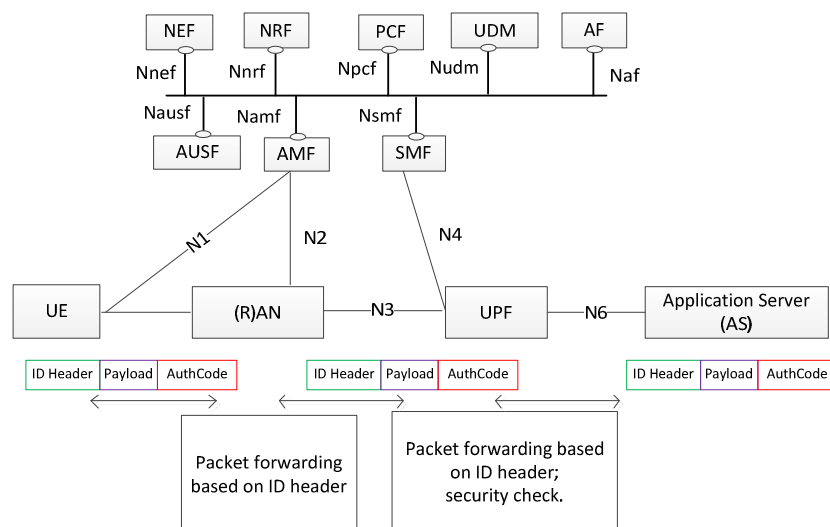 NEF
NRF
PCF
UDM
AF
Nnef
Nnrf
Npcf
Nudm
Naf
Nausf
Namf
Nsmf
AUSF
AMF
SMF
N1
N2
N4
UE
(R)AN
N3
UPF
N6
Application Server
(AS)
ID Header
Payload
AuthCode
ID Header
Payload
AuthCode
ID Header
Payload
AuthCode
Packet forwarding
based on ID header
Packet forwarding based
on ID header;
security check.